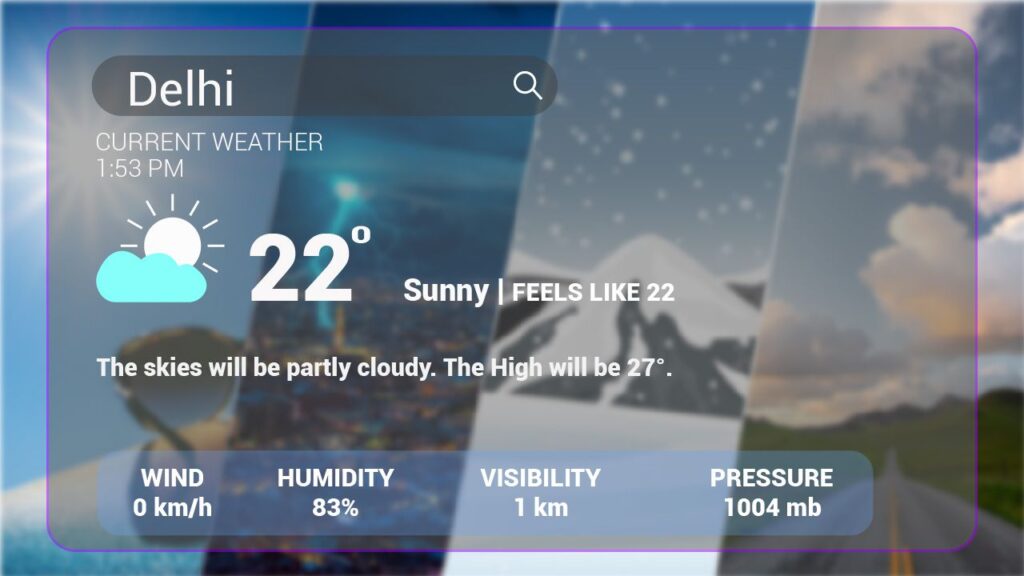 Delhi
CURRENT WEATHER
1:53 PM
22°
Sunny | FEELS LIKE 22
The skies will be partly cloudy. The High will be 27°.
WIND HUMIDITY VISIBILITY PRESSURE
0 km/h 83% 1 km 1004 mb